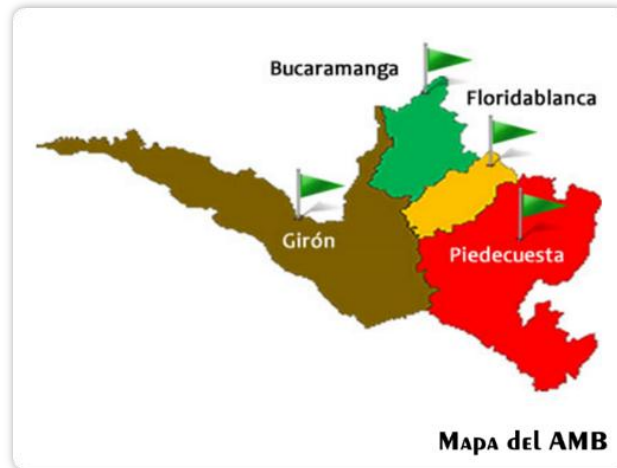 Bucaramanga
Floridablanca
Girón
Piedecuesta
Mapa del AMB